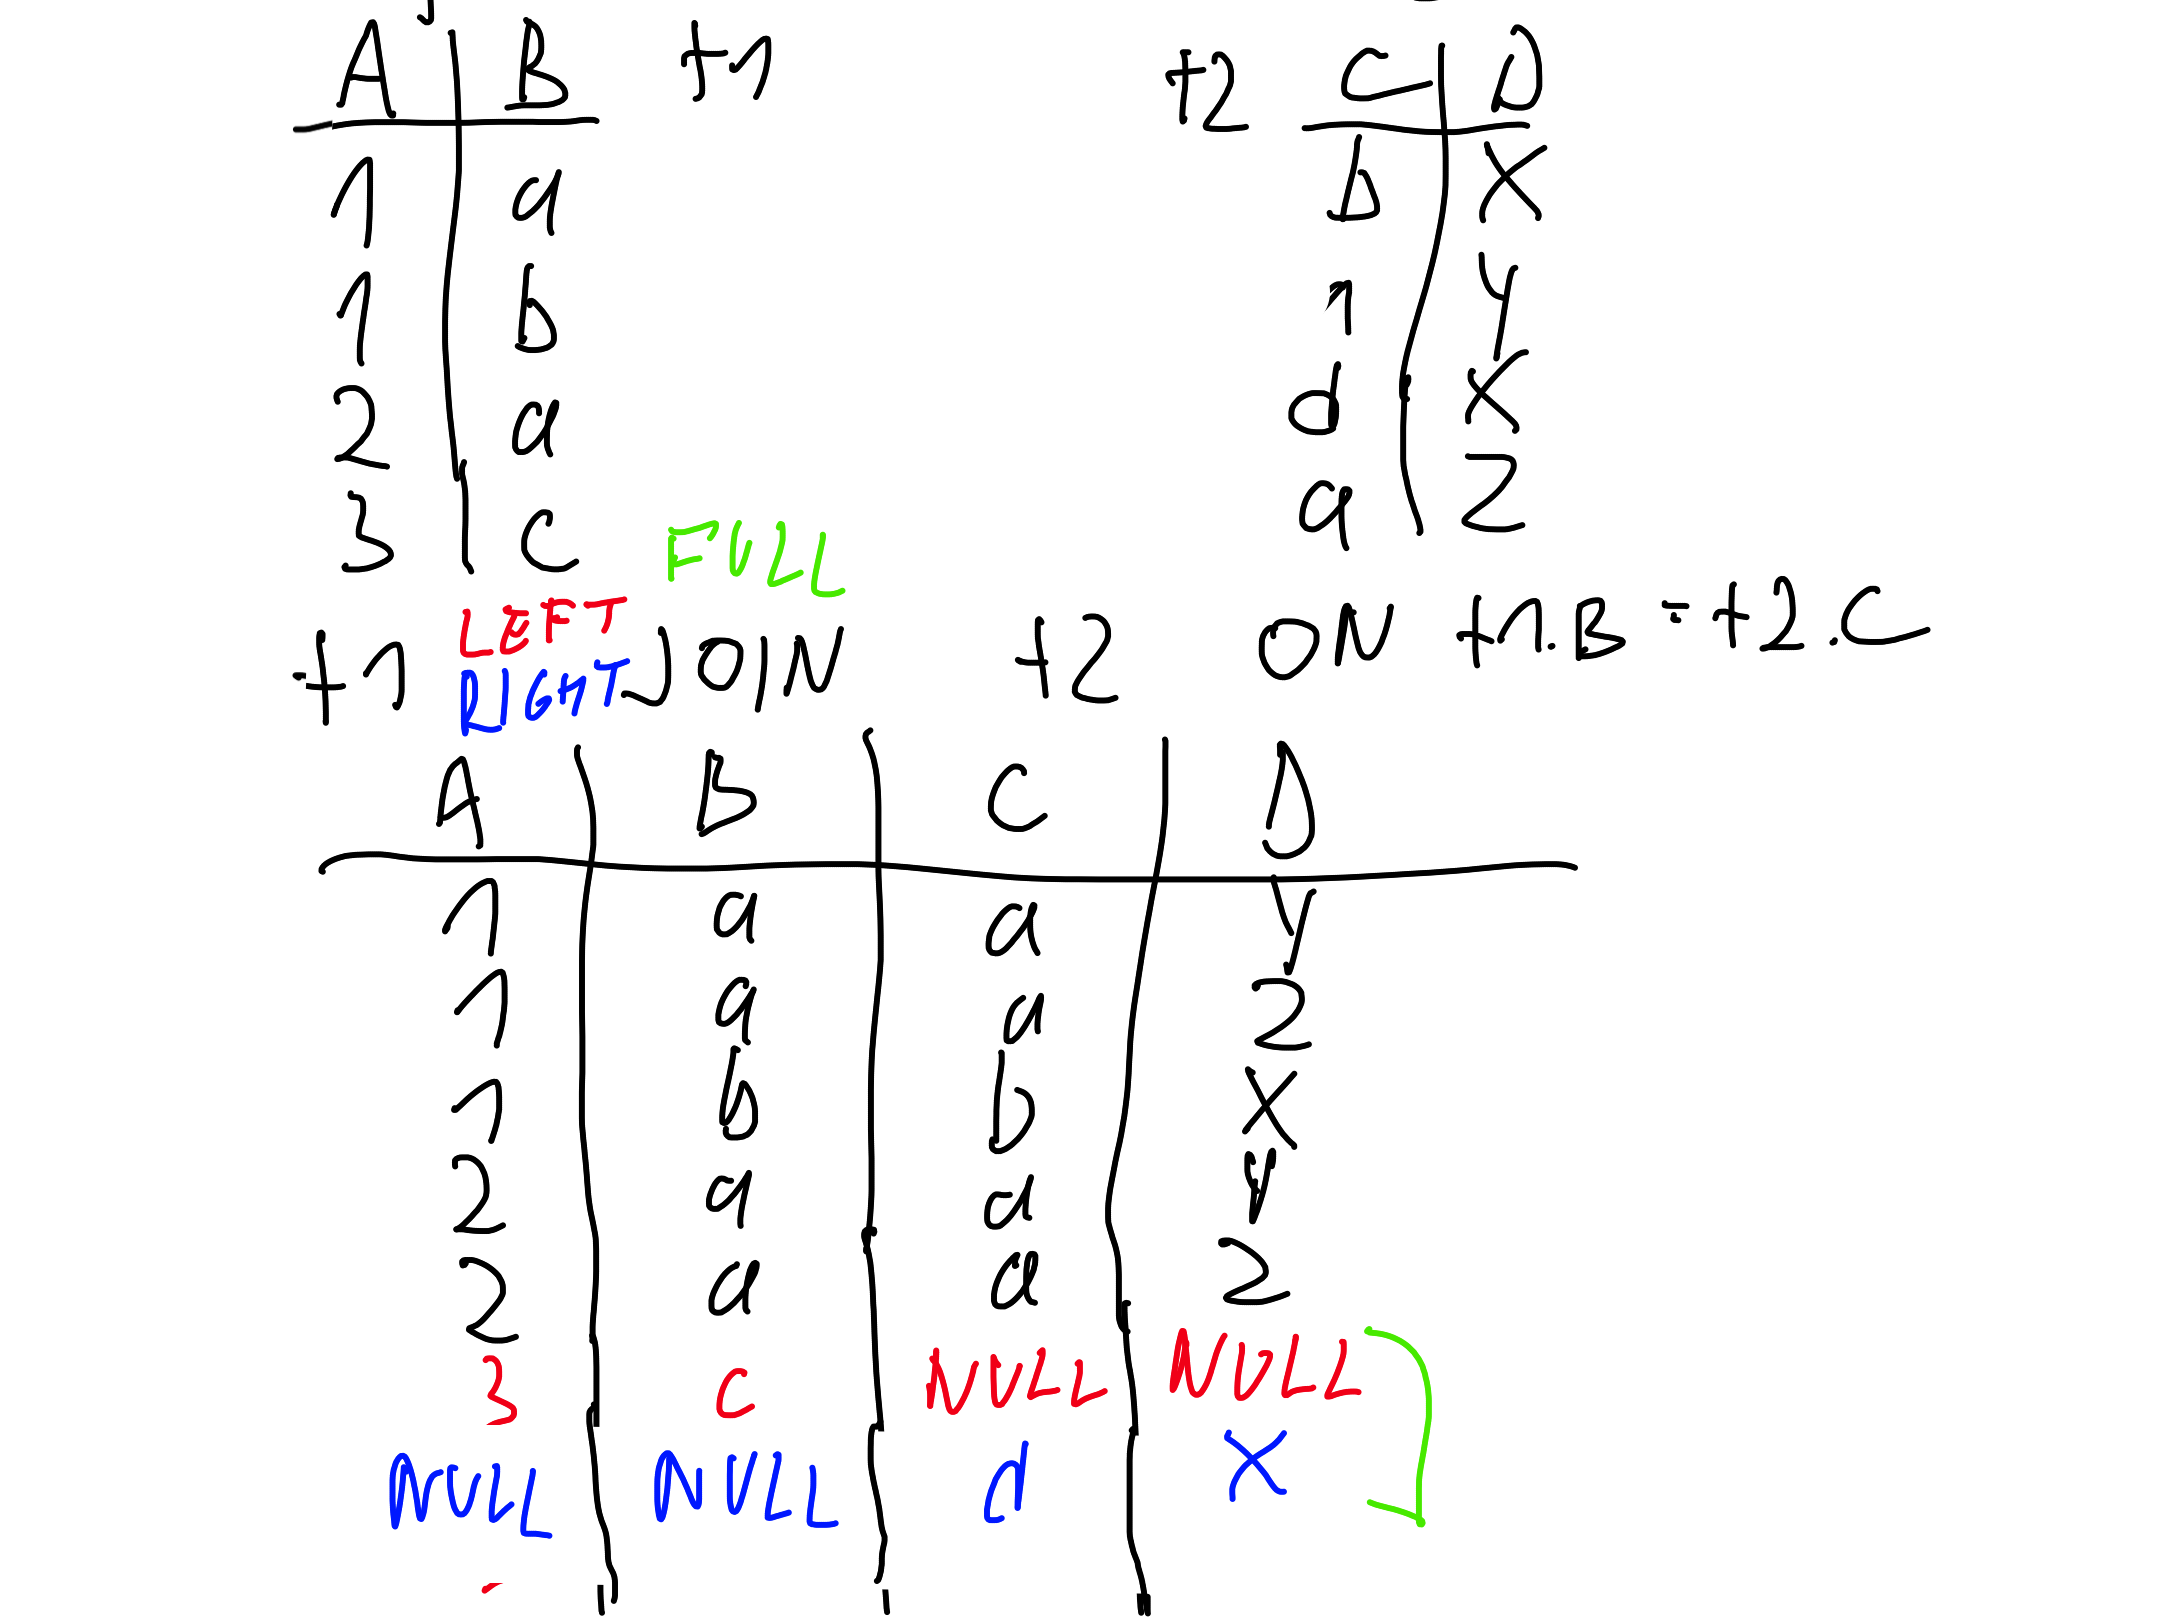 A B t1 t2 C D
1 a b X
1 b Y
2 a d X
3 c a Z
FULL
LEFT
t1 JOIN t2 ON t1.B = t2.C
RIGHT
A B C D
1 a a Y
1 a a Z
1 b b X
2 a a Y
2 a a Z
3 c NULL NULL
NULL NULL d X